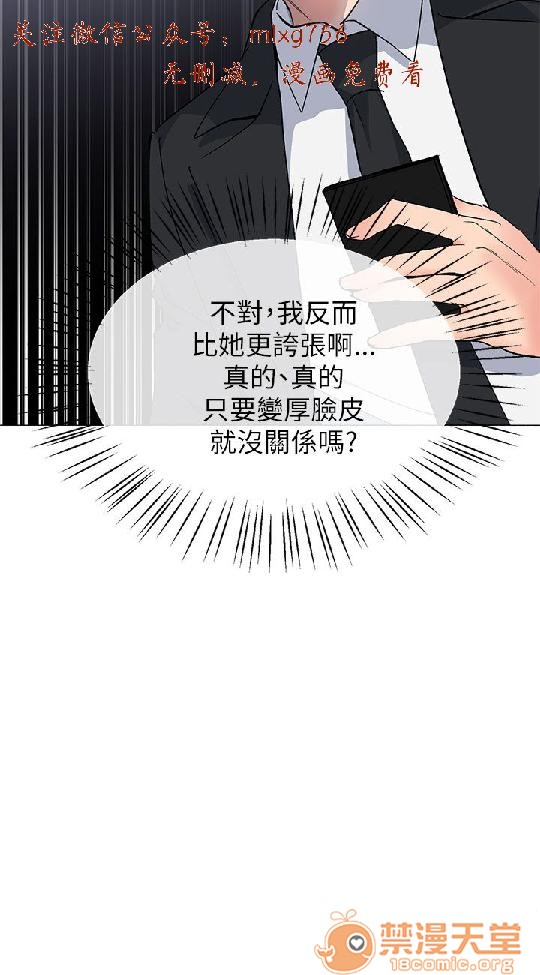 关注微信公众号：mlxg758
无删减，漫画免费看
不對，我反而
比她更誇張啊...
真的、真的
只要變厚臉皮
就沒關係嗎?
禁漫天堂
18comic.org